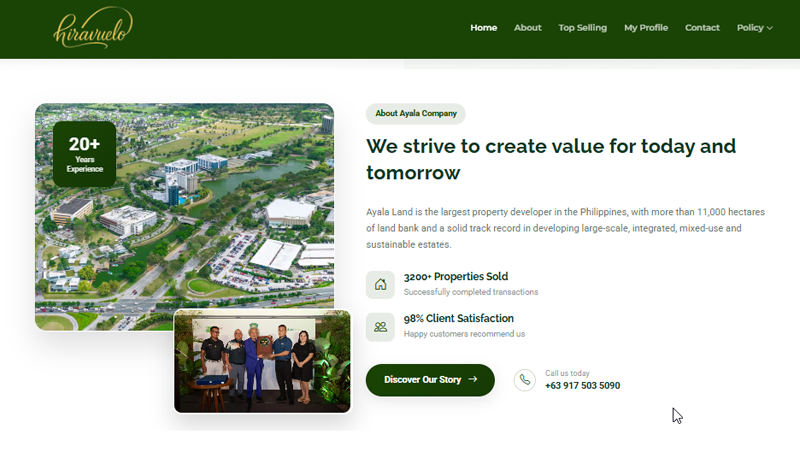 hiravuelo
Home
About
Top Selling
My Profile
Contact
Policy
20+
Years
Experience
About Ayala Company
We strive to create value for today and
tomorrow
Ayala Land is the largest property developer in the Philippines, with more than 11,000 hectares
of land bank and a solid track record in developing large-scale, integrated, mixed-use and
sustainable estates.
3200+ Properties Sold
Successfully completed transactions
98% Client Satisfaction
Happy customers recommend us
Discover Our Story →
Call us today
+63 917 503 5090